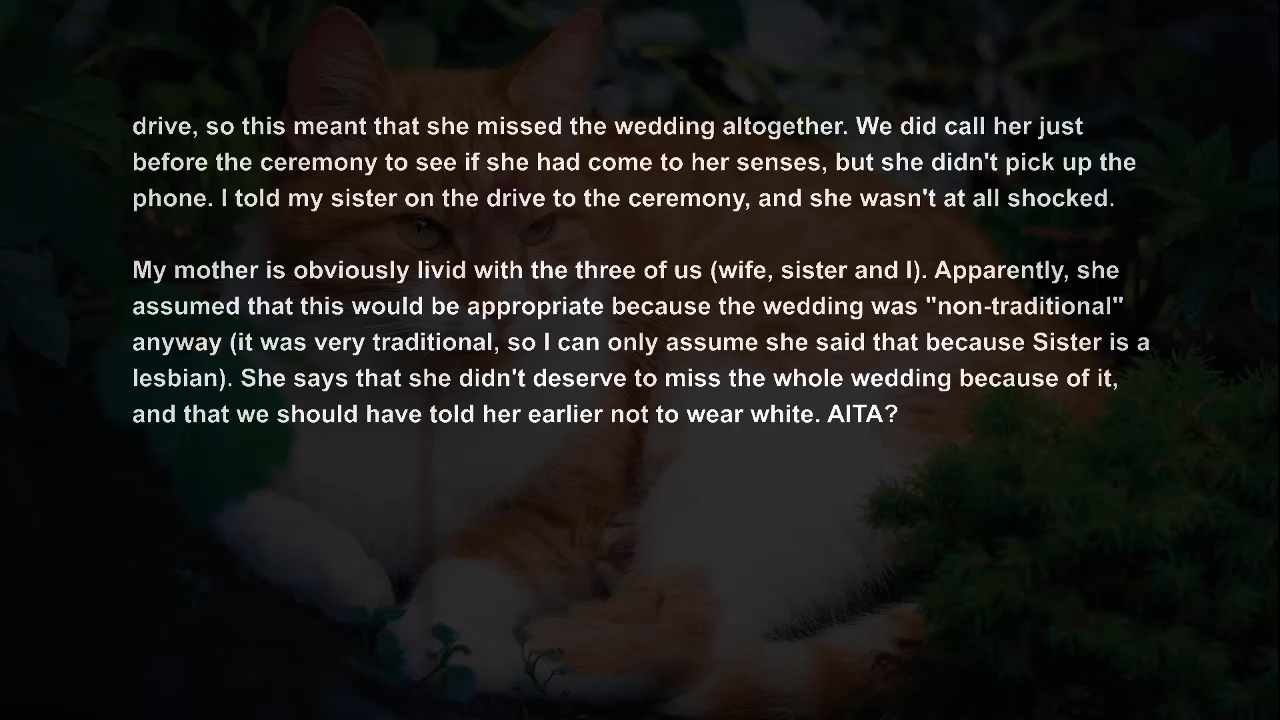 drive, so this meant that she missed the wedding altogether. We did call her just
before the ceremony to see if she had come to her senses, but she didn't pick up the
phone. I told my sister on the drive to the ceremony, and she wasn't at all shocked.
My mother is obviously livid with the three of us (wife, sister and I). Apparently, she
assumed that this would be appropriate because the wedding was "non-traditional"
anyway (it was very traditional, so I can only assume she said that because Sister is a
lesbian). She says that she didn't deserve to miss the whole wedding because of it,
and that we should have told her earlier not to wear white. AITA?